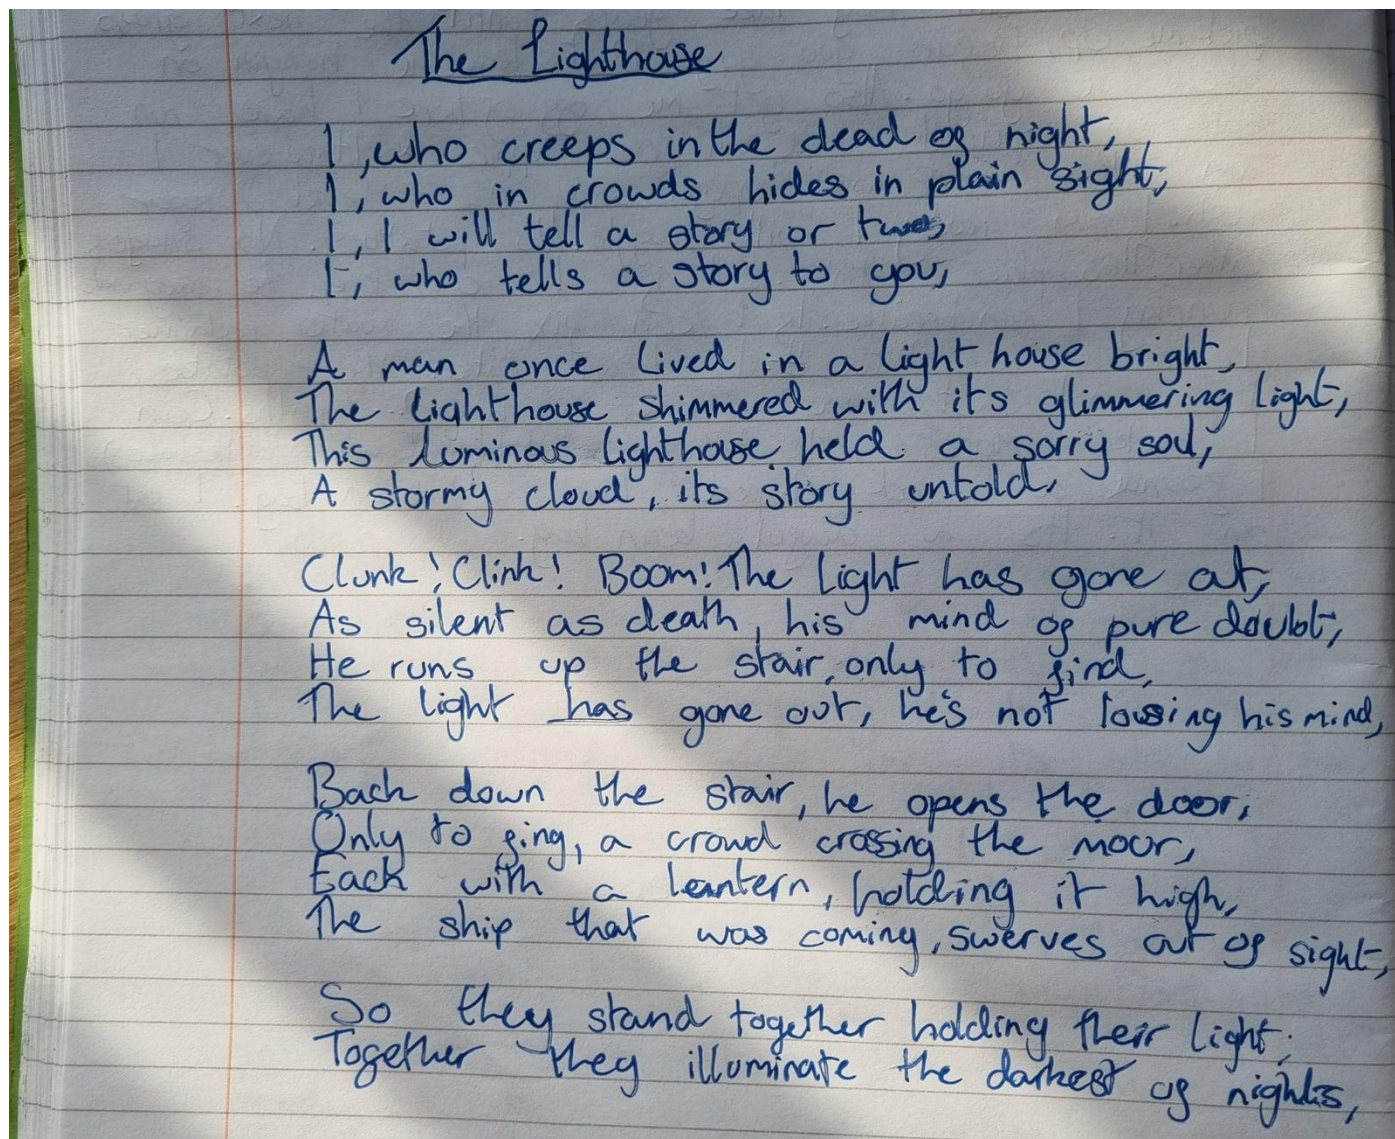 The Lighthouse
I, who creeps in the dead of night,
I, who in crowds hides in plain sight,
I, I will tell a story or two,
I, who tells a story to you,
A man once lived in a light house bright,
The lighthouse shimmered with its glimmering light,
This luminous lighthouse held a sorry soul,
A stormy cloud, its story untold,
Clunk! Clink! Boom! The light has gone out,
As silent as death, his mind of pure doubt,
He runs up the stair, only to find,
The light has gone out, he's not lousing his mind,
Back down the stair, he opens the door,
Only to fing, a crowd crossing the moor,
Each with a leantern, holding it high,
The ship that was coming, swerves out of sight,
So they stand together holding their light,
Together they illuminate the darkest of nights,